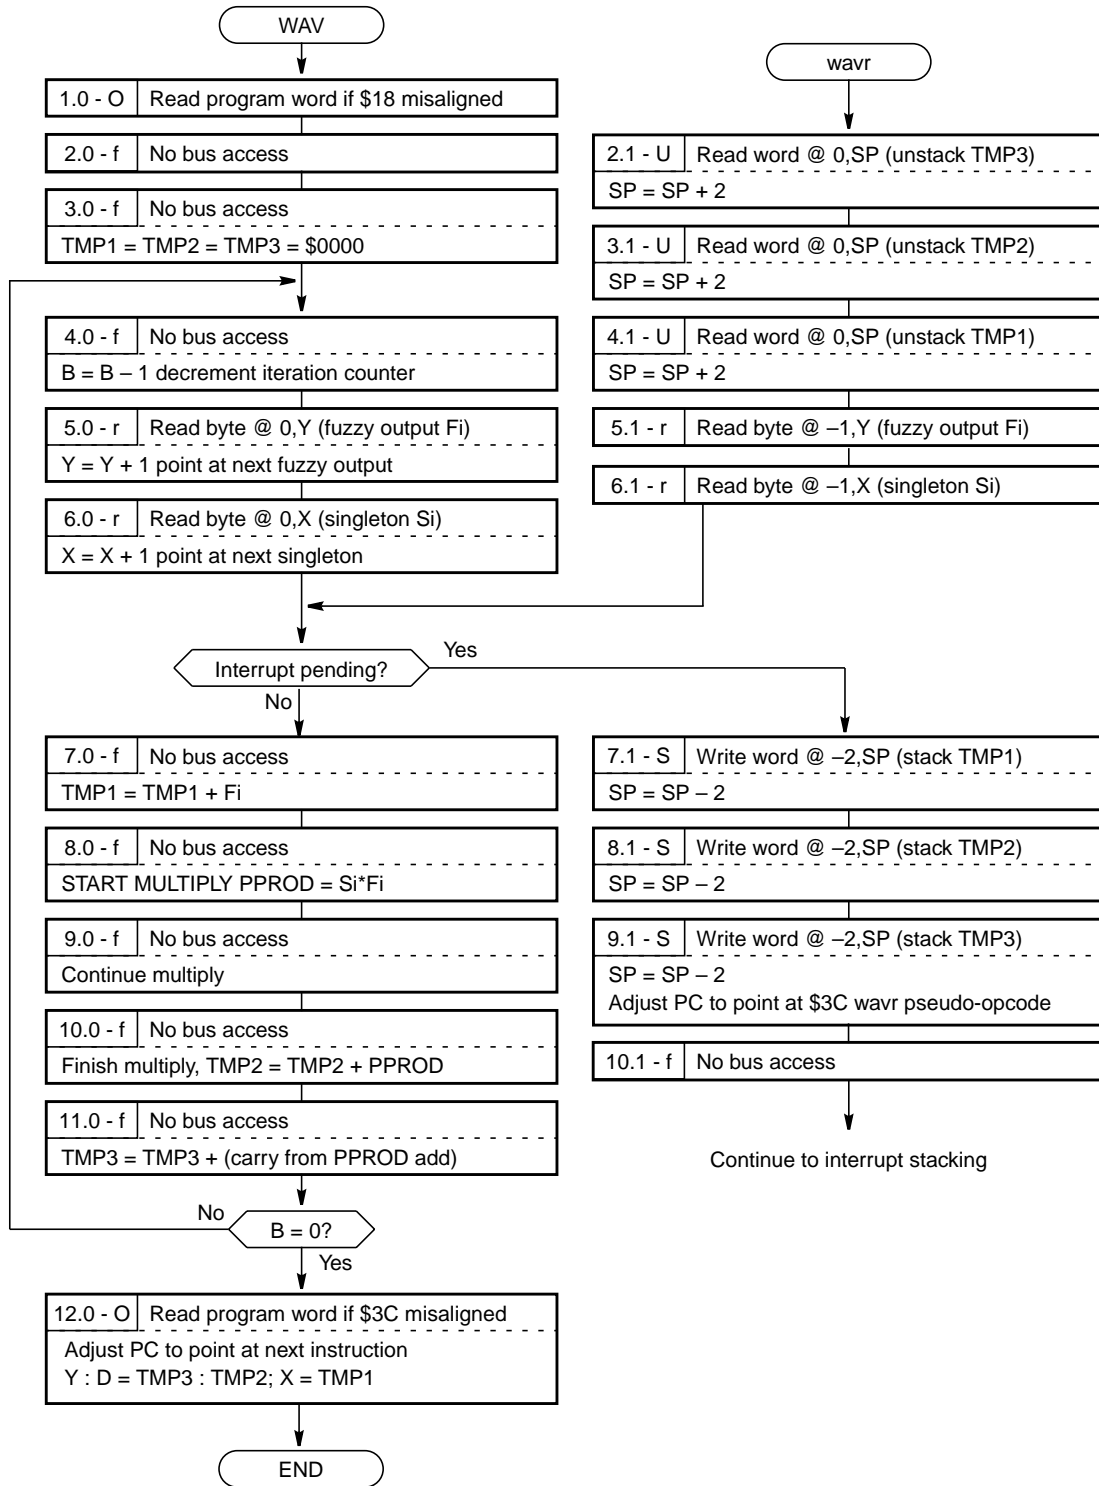 WAV
1.0 - O Read program word if $18 misaligned
2.0 - f No bus access
3.0 - f No bus access
TMP1 = TMP2 = TMP3 = $0000
4.0 - f No bus access
B = B – 1 decrement iteration counter
5.0 - r Read byte @ 0,Y (fuzzy output Fi)
Y = Y + 1 point at next fuzzy output
6.0 - r Read byte @ 0,X (singleton Si)
X = X + 1 point at next singleton
wavr
2.1 - U Read word @ 0,SP (unstack TMP3)
SP = SP + 2
3.1 - U Read word @ 0,SP (unstack TMP2)
SP = SP + 2
4.1 - U Read word @ 0,SP (unstack TMP1)
SP = SP + 2
5.1 - r Read byte @ –1,Y (fuzzy output Fi)
6.1 - r Read byte @ –1,X (singleton Si)
Interrupt pending?
Yes
No
7.0 - f No bus access
TMP1 = TMP1 + Fi
8.0 - f No bus access
START MULTIPLY PPROD = Si*Fi
9.0 - f No bus access
Continue multiply
10.0 - f No bus access
Finish multiply, TMP2 = TMP2 + PPROD
11.0 - f No bus access
TMP3 = TMP3 + (carry from PPROD add)
7.1 - S Write word @ –2,SP (stack TMP1)
SP = SP – 2
8.1 - S Write word @ –2,SP (stack TMP2)
SP = SP – 2
9.1 - S Write word @ –2,SP (stack TMP3)
SP = SP – 2
Adjust PC to point at $3C wavr pseudo-opcode
10.1 - f No bus access
Continue to interrupt stacking
No
B = 0?
Yes
12.0 - O Read program word if $3C misaligned
Adjust PC to point at next instruction
Y : D = TMP3 : TMP2; X = TMP1
END